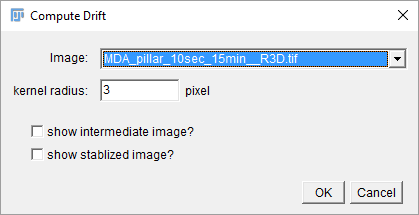 Compute Drift
Image: MDA_pillar_10sec_15min__R3D.tif
kernel radius: 3 pixel
show intermediate image?
show stablized image?
OK Cancel